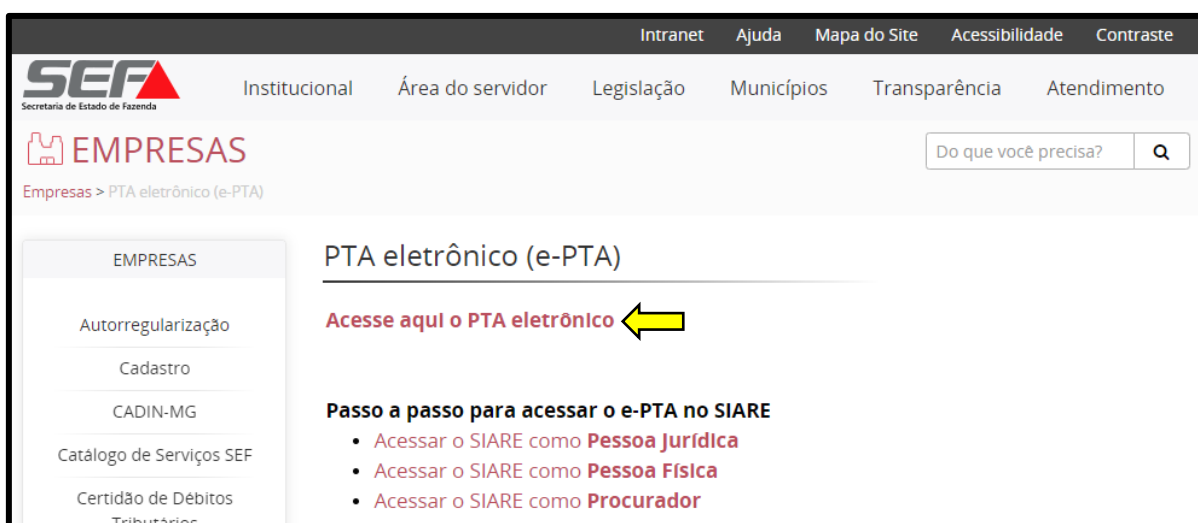 Intranet Ajuda Mapa do Site Acessibilidade Contraste
SEF
Secretaria de Estado de Fazenda
Institucional Área do servidor Legislação Municípios Transparência Atendimento
EMPRESAS
Do que você precisa?
Empresas > PTA eletrônico (e-PTA)
EMPRESAS
Autorregularização
Cadastro
CADIN-MG
Catálogo de Serviços SEF
Certidão de Débitos
Tributários
PTA eletrônico (e-PTA)
Acesse aqui o PTA eletrônico
Passo a passo para acessar o e-PTA no SIARE
• Acessar o SIARE como Pessoa Jurídica
• Acessar o SIARE como Pessoa Física
• Acessar o SIARE como Procurador